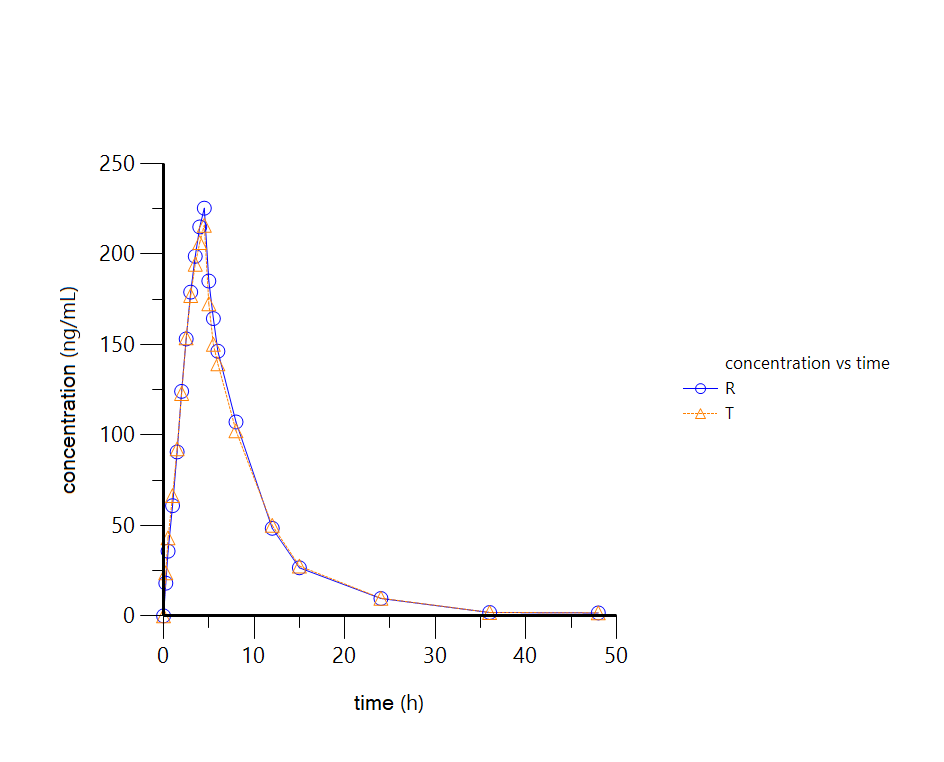 250
200
150
100
50
0
concentration (ng/mL)
0 10 20 30 40 50
time (h)
concentration vs time
R
T